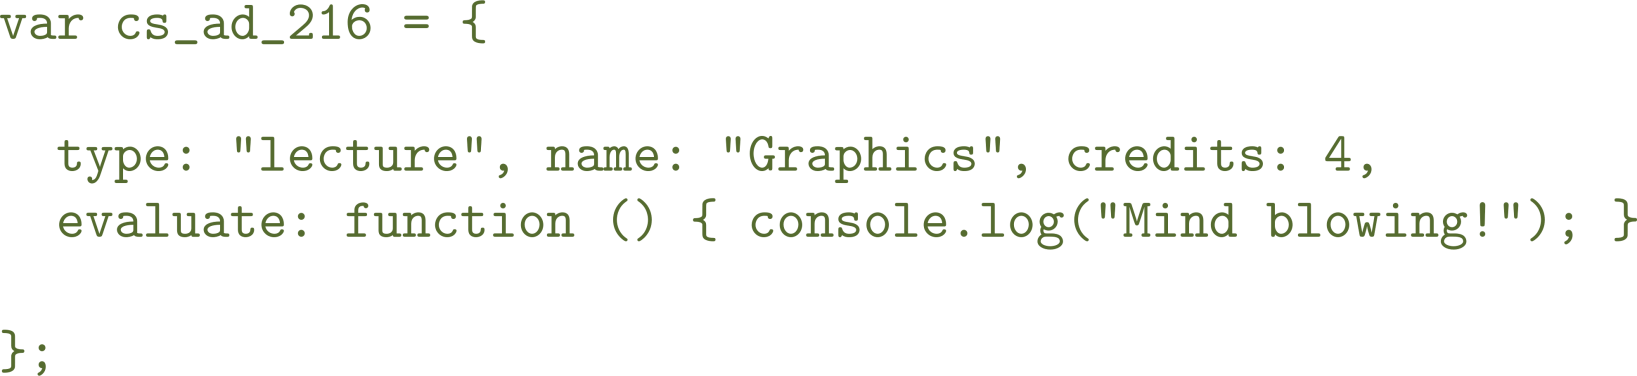 var cs_ad_216 = {
type: "lecture", name: "Graphics", credits: 4,
evaluate: function () { console.log("Mind blowing!"); }
};